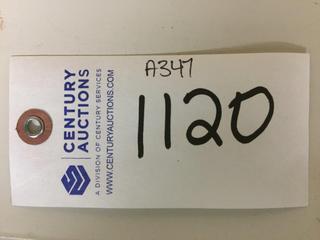 A347
1120
CENTURY
AUCTIONS
A DIVISION OF CENTURY SERVICES
WWW.CENTURYAUCTIONS.COM